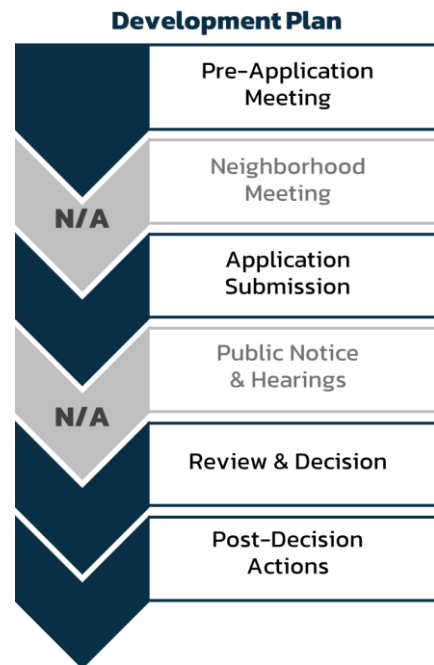 Development Plan
Pre-Application
Meeting
Neighborhood
Meeting
N/A
Application
Submission
Public Notice
& Hearings
N/A
Review & Decision
Post-Decision
Actions